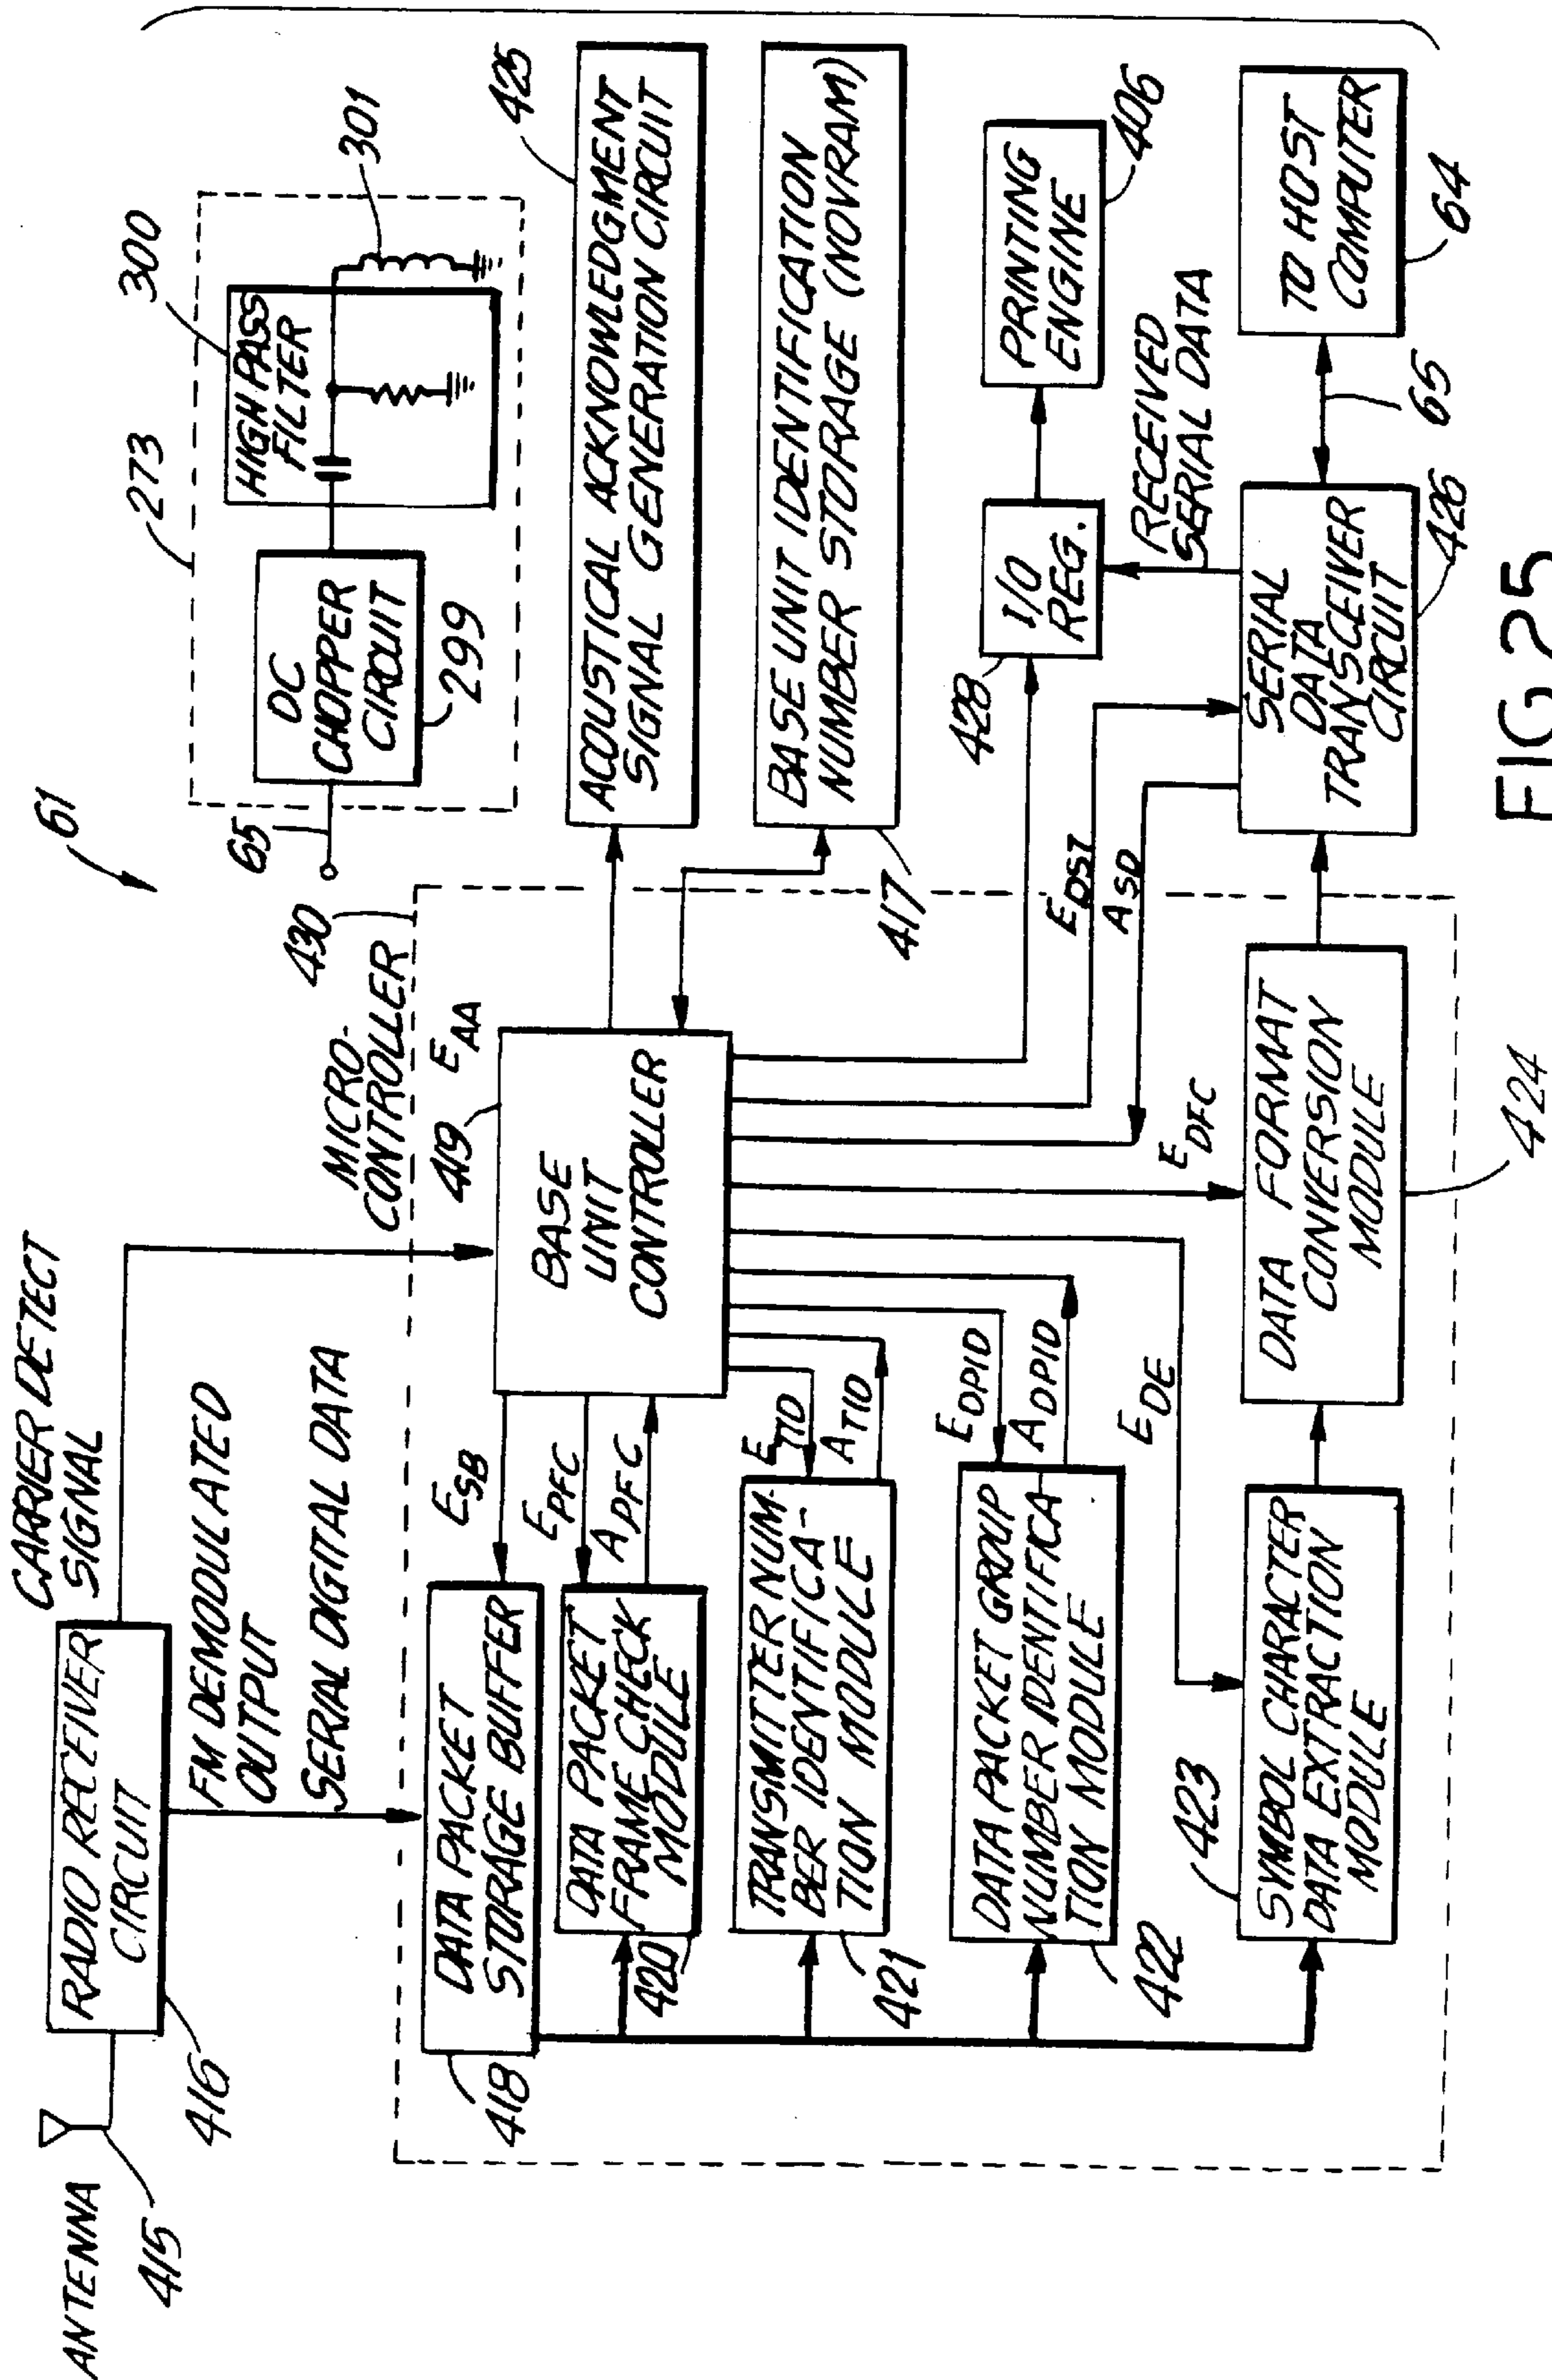 ANTENNA
415
RADIO RECEIVER
CIRCUIT
416
CARRIER DETECT
SIGNAL
FM DEMODULATED
OUTPUT
SERIAL DIGITAL DATA
MICRO-
CONTROLLER
430
61
65
DC
CHOPPER
CIRCUIT
299
273
HIGH PASS
FILTER
300
301
DATA PACKET
STORAGE BUFFER
418
E SB
DATA PACKET
FRAME CHECK
MODULE
420
E PFC
A PFC
TRANSMITTER NUM-
BER IDENTIFICA-
TION MODULE
421
E TID
A TID
DATA PACKET GROUP
NUMBER IDENTIFICA
TION MODULE
422
E DPID
A DPID
SYMBOL CHARACTER
DATA EXTRACTION
MODULE
423
E DE
BASE
UNIT
CONTROLLER
419
E AA
DATA FORMAT
CONVERSION
MODULE
424
E DFC
ACOUSTICAL ACKNOWLEDGMENT
SIGNAL GENERATION CIRCUIT
425
BASE UNIT IDENTIFICATION
NUMBER STORAGE (NOVRAM)
417
E DST
A SD
I/O
REG.
428
PRINTING
ENGINE
406
RECEIVED
SERIAL DATA
SERIAL
DATA
TRANSCEIVER
CIRCUIT
426
65
TO HOST
COMPUTER
64
FIG.25